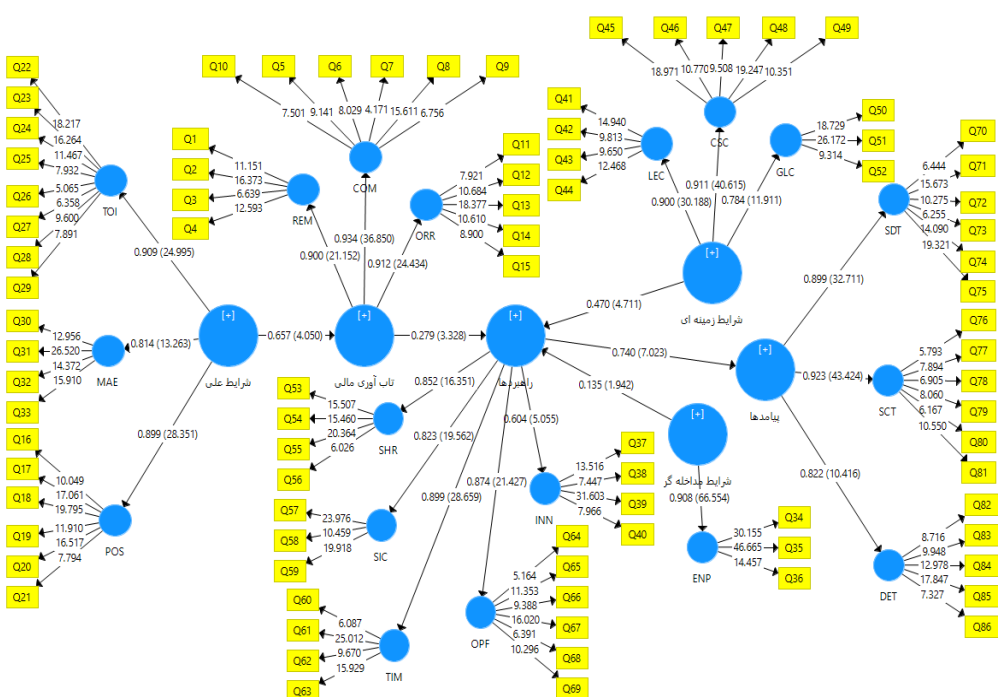 Q22
Q23
Q24
Q25
Q26
Q27
Q28
Q29
18.217
16.264
11.467
7.932
5.065
6.358
9.600
7.891
TOI
0.909 (24.995)
Q30
Q31
Q32
Q33
12.956
26.520
14.372
15.910
MAE
0.814 (13.263)
Q16
Q17
Q18
Q19
Q20
Q21
10.049
17.061
19.795
11.910
16.517
7.794
POS
0.899 (28.351)
[+]
شرایط علی
0.657 (4.050)
Q1
Q2
Q3
Q4
11.151
16.373
6.639
12.593
REM
0.900 (21.152)
Q10
Q5
Q6
Q7
Q8
Q9
7.501
9.141
8.029
4.171
15.611
6.756
COM
0.934 (36.850)
Q11
Q12
Q13
Q14
Q15
7.921
10.684
18.377
10.610
8.900
ORR
0.912 (24.434)
[+]
تاب آوری مالی
0.279 (3.328)
[+]
راهبردها
Q53
Q54
Q55
Q56
15.507
15.460
20.364
6.026
SHR
0.852 (16.351)
Q57
Q58
Q59
23.976
10.459
19.918
SIC
0.823 (19.562)
Q60
Q61
Q62
Q63
6.087
25.012
9.670
15.929
TIM
0.899 (28.659)
Q64
Q65
Q66
Q67
Q68
Q69
5.164
11.353
9.388
16.020
6.391
10.296
OPF
0.874 (21.427)
Q37
Q38
Q39
Q40
13.516
7.447
31.603
7.966
INN
0.604 (5.055)
Q41
Q42
Q43
Q44
14.940
9.813
9.650
12.468
LEC
0.900 (30.188)
Q45
Q46
Q47
Q48
Q49
18.971
10.770
9.508
19.247
10.351
CSC
0.911 (40.615)
Q50
Q51
Q52
18.729
26.172
9.314
GLC
0.784 (11.911)
[+]
شرایط زمینه ای
0.470 (4.711)
0.740 (7.023)
0.135 (1.942)
[+]
شرایط مداخله گر
0.908 (66.554)
Q34
Q35
Q36
30.155
46.665
14.457
ENP
[+]
پیامدها
Q70
Q71
Q72
Q73
Q74
Q75
6.444
15.673
10.275
6.255
14.090
19.321
SDT
0.899 (32.711)
Q76
Q77
Q78
Q79
Q80
Q81
5.793
7.894
6.905
8.060
6.167
10.550
SCT
0.923 (43.424)
Q82
Q83
Q84
Q85
Q86
8.716
9.948
12.978
17.847
7.327
DET
0.822 (10.416)